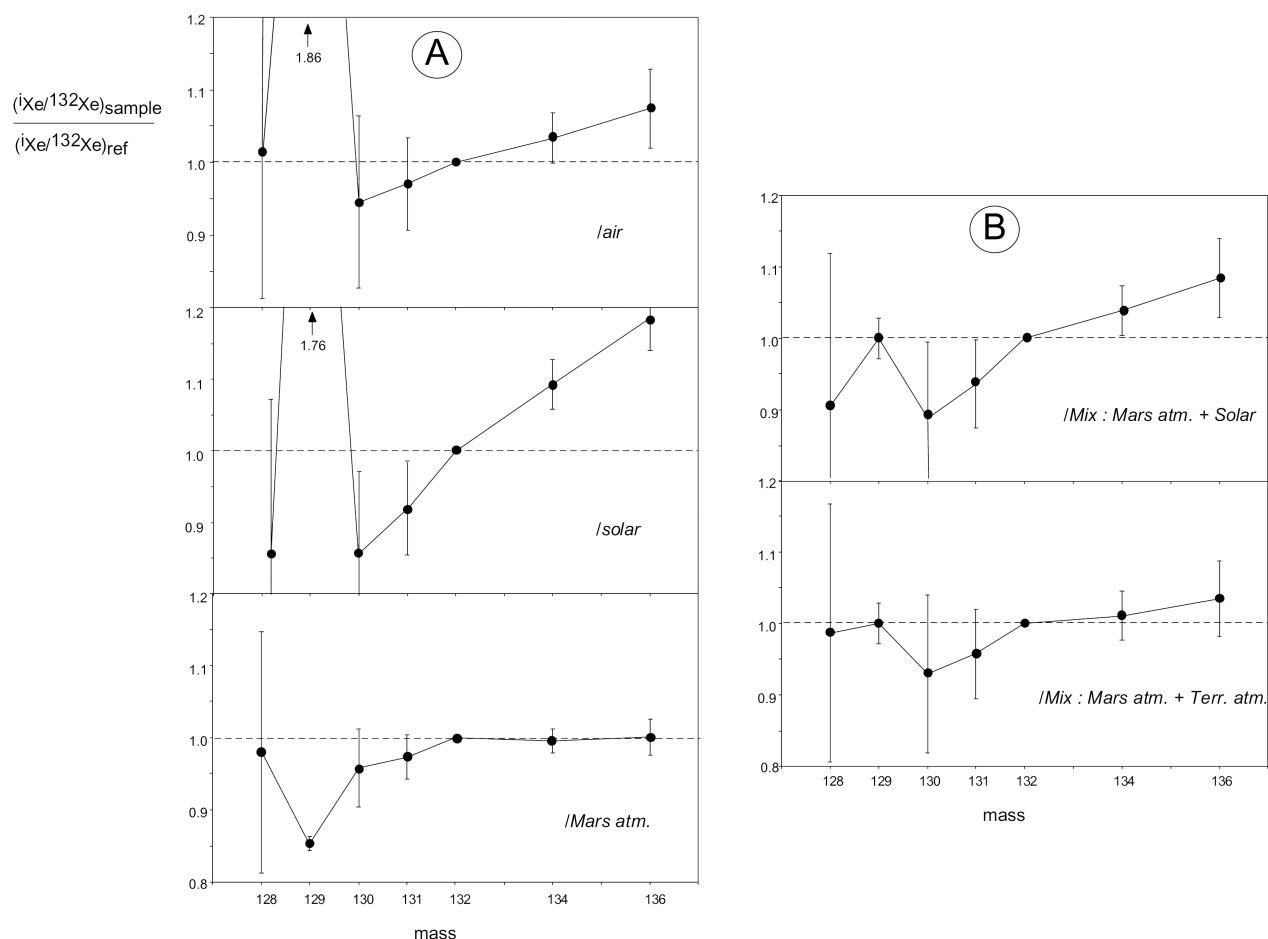 (ⁱXe/¹³²Xe)sample
(ⁱXe/¹³²Xe)ref
A
1.2
1.1
1.0
0.9
1.86
/air
1.2
1.1
1.0
0.9
1.76
/solar
1.2
1.1
1.0
0.9
0.8
/Mars atm.
128 129 130 131 132 134 136
mass
B
1.2
1.1
1.0
0.9
/Mix : Mars atm. + Solar
1.2
1.1
1.0
0.9
0.8
/Mix : Mars atm. + Terr. atm.
128 129 130 131 132 134 136
mass